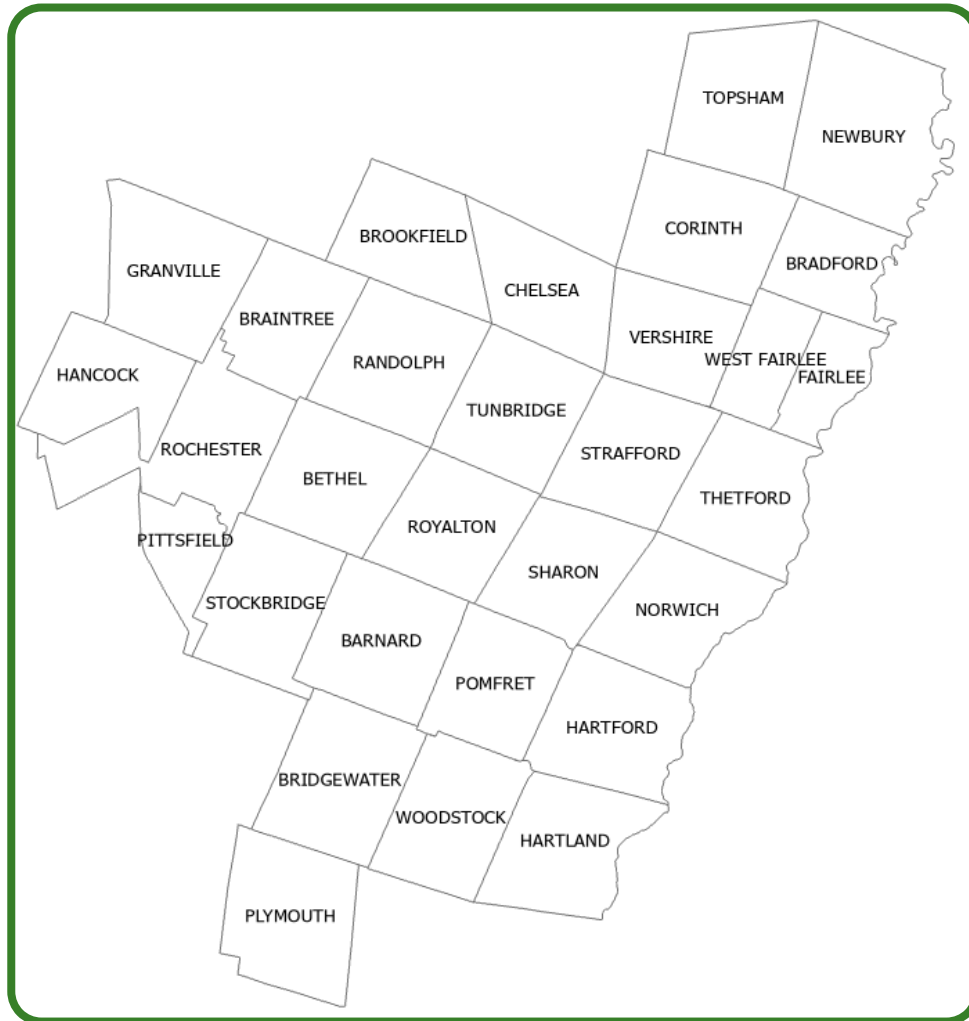 TOPSHAM
NEWBURY
CORINTH
BROOKFIELD
BRADFORD
GRANVILLE
CHELSEA
BRAINTREE
VERSHIRE
WEST FAIRLEE
RANDOLPH
HANCOCK
FAIRLEE
TUNBRIDGE
ROCHESTER
STRAFFORD
BETHEL
THETFORD
ROYALTON
PITTSFIELD
SHARON
STOCKBRIDGE
NORWICH
BARNARD
POMFRET
HARTFORD
BRIDGEWATER
WOODSTOCK
HARTLAND
PLYMOUTH